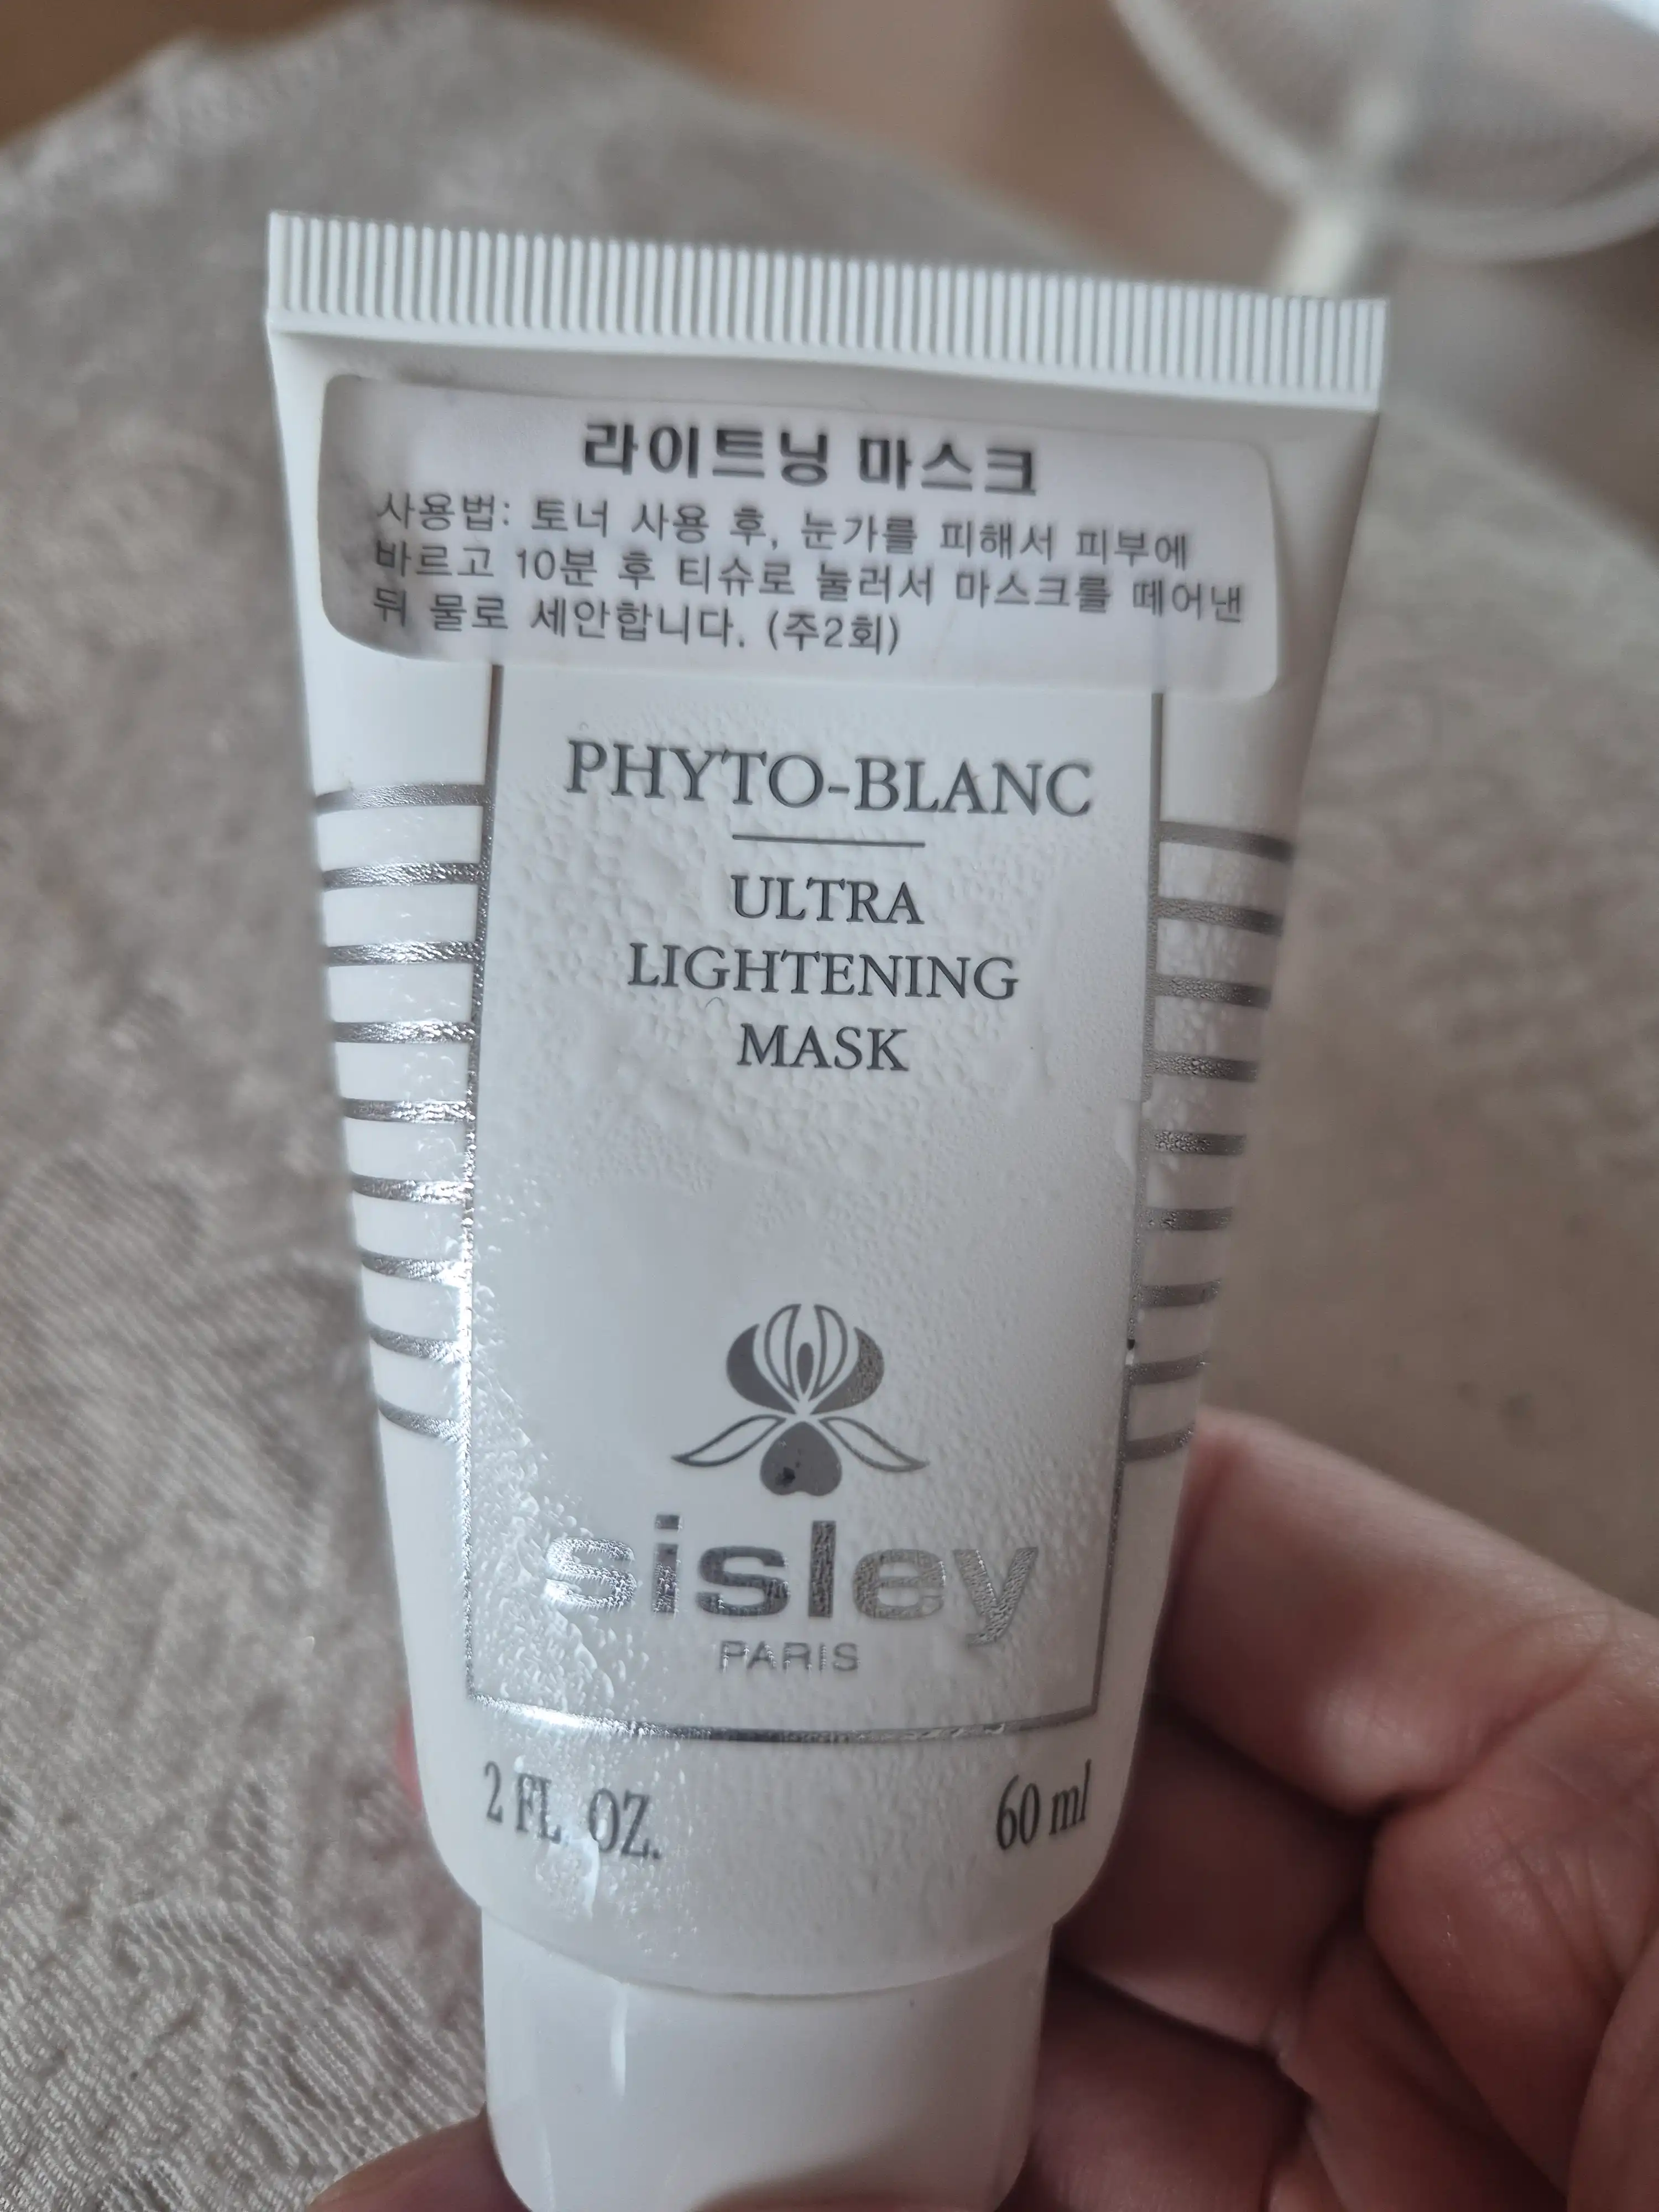 라이트닝 마스크
사용법: 토너 사용 후, 눈가를 피해서 피부에
바르고 10분 후 티슈로 눌러서 마스크를 떼어낸
뒤 물로 세안합니다. (주2회)
PHYTO-BLANC
ULTRA
LIGHTENING
MASK
sisley
PARIS
2 FL. OZ. 60 ml